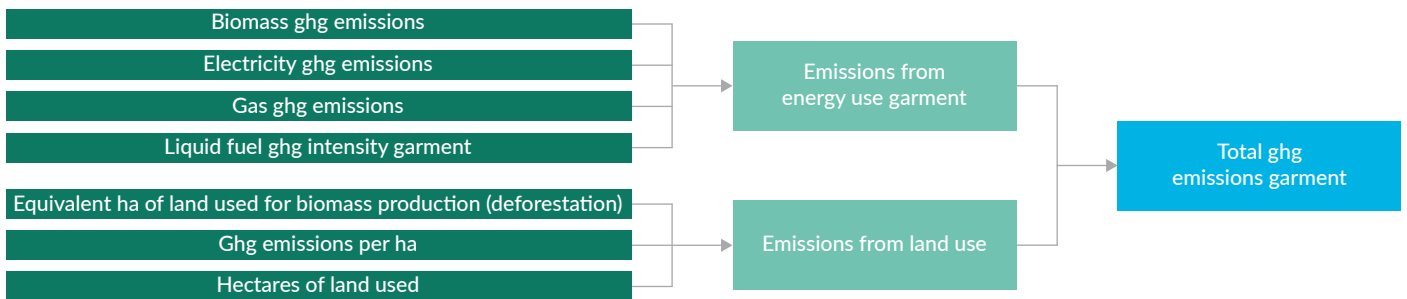 Biomass ghg emissions
Electricity ghg emissions
Gas ghg emissions
Liquid fuel ghg intensity garment
Emissions from
energy use garment
Equivalent ha of land used for biomass production (deforestation)
Ghg emissions per ha
Hectares of land used
Emissions from land use
Total ghg
emissions garment